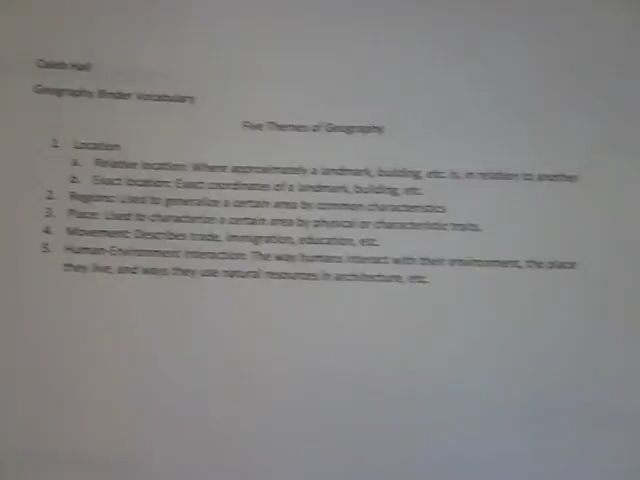 Caleb Hall
Geography Binder Vocabulary
Five Themes of Geography
1. Location
a. Relative location: Where approximately a landmark, building, etc. is, in relation to another
b. Exact location: Exact coordinates of a landmark, building, etc.
2. Regions: Used to generalize a certain area by common characteristics
3. Place: Used to characterize a certain area by physical or characteristic traits.
4. Movement: Describes trade, immigration, education, etc.
5. Human-Environment Interaction: The way humans interact with their environment, the place
they live, and ways they use natural resources in architecture, etc.